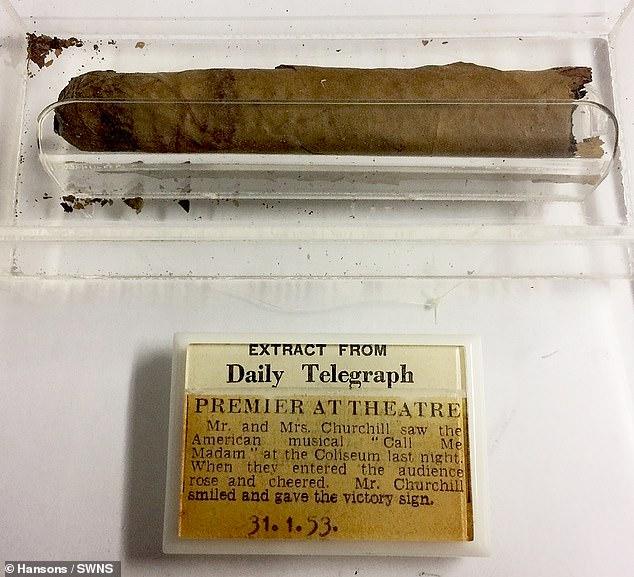 EXTRACT FROM
Daily Telegraph
PREMIER AT THEATRE
Mr. and Mrs. Churchill saw the
American musical "Call Me
Madam" at the Coliseum last night.
When they entered the audience
rose and cheered. Mr. Churchill
smiled and gave the victory sign.
31.1.53.
© Hansons / SWNS